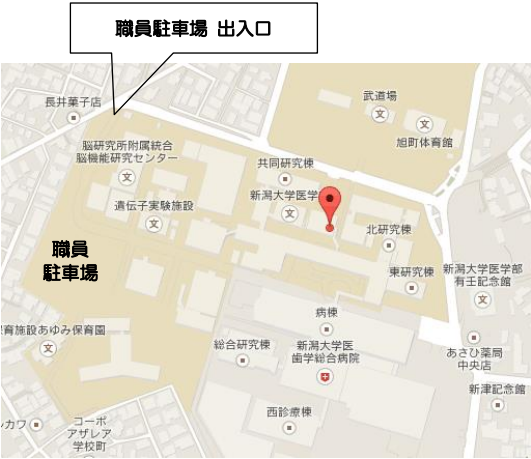 職員駐車場 出入口
長井菓子店
武道場
旭町体育館
脳研究所附属統合
脳機能研究センター
共同研究棟
新潟大学医学
遺伝子実験施設
北研究棟
職員
駐車場
東研究棟
新潟大学医学部
有壬記念館
病棟
育施設あゆみ保育園
総合研究棟
新潟大学医
歯学総合病院
あさひ薬局
中央店
新津記念館
西診療棟
カワ
コーポ
アザレア
学校町